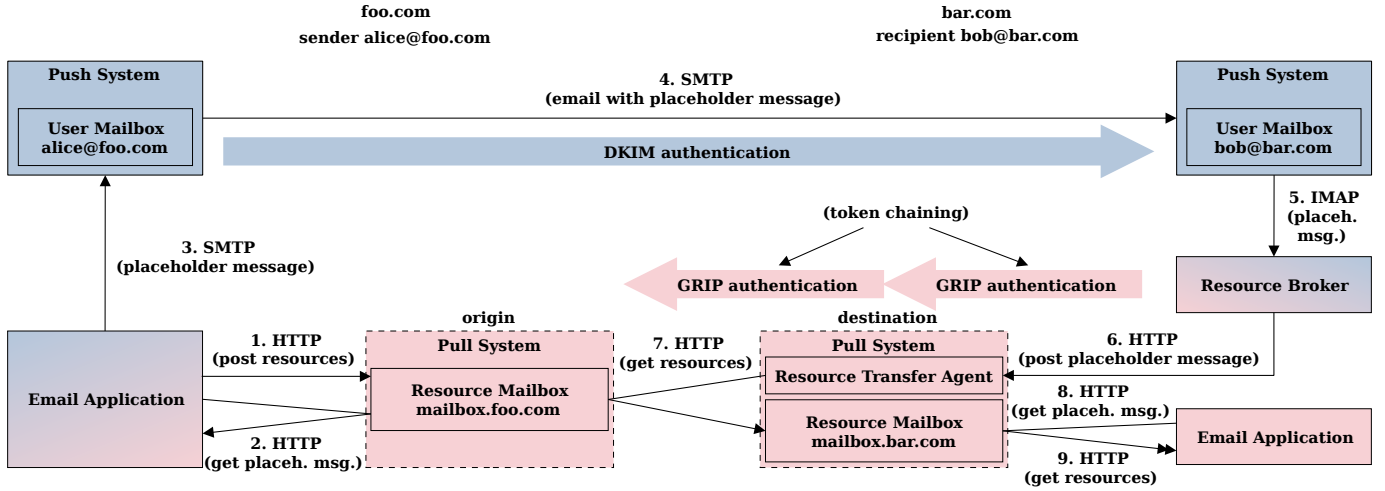 foo.com
sender alice@foo.com
bar.com
recipient bob@bar.com
Push System
User Mailbox
alice@foo.com
4. SMTP
(email with placeholder message)
DKIM authentication
Push System
User Mailbox
bob@bar.com
3. SMTP
(placeholder message)
(token chaining)
5. IMAP
(placeh.
msg.)
GRIP authentication
GRIP authentication
Resource Broker
origin
destination
Email Application
1. HTTP
(post resources)
2. HTTP
(get placeh. msg.)
Pull System
Resource Mailbox
mailbox.foo.com
7. HTTP
(get resources)
Pull System
Resource Transfer Agent
Resource Mailbox
mailbox.bar.com
6. HTTP
(post placeholder message)
8. HTTP
(get placeh. msg.)
9. HTTP
(get resources)
Email Application